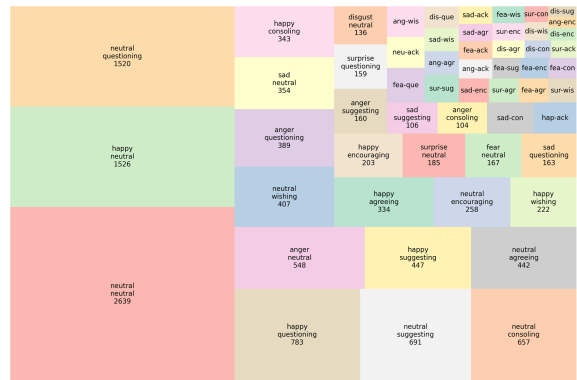 neutral
questioning
1520
happy
neutral
1526
neutral
neutral
2639
happy
consoling
343
sad
neutral
354
anger
questioning
389
neutral
wishing
407
disgust
neutral
136
surprise
questioning
159
anger
suggesting
160
ang-wis
neu-ack
fea-que
dis-que
sad-wis
ang-agr
sur-sug
sad-ack
sad-agr
fea-ack
ang-ack
sad-enc
fea-wis
sur-enc
dis-agr
fea-sug
sur-agr
sur-con
dis-wis
dis-con
fea-enc
fea-agr
dis-sug
ang-enc
dis-enc
sur-ack
fea-con
sur-wis
sad
suggesting
106
anger
consoling
104
sad-con
hap-ack
happy
encouraging
203
surprise
neutral
185
fear
neutral
167
sad
questioning
163
happy
agreeing
334
neutral
encouraging
258
happy
wishing
222
anger
neutral
548
happy
suggesting
447
neutral
agreeing
442
happy
questioning
783
neutral
suggesting
691
neutral
consoling
657